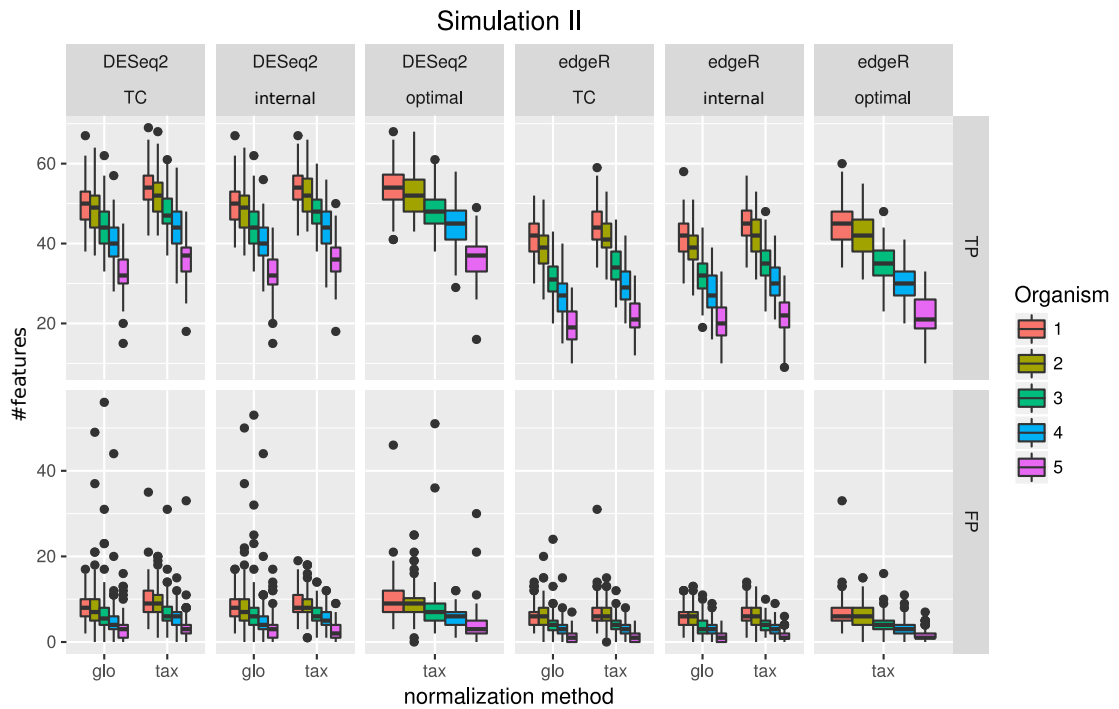 Simulation II
DESeq2 DESeq2 DESeq2 edgeR edgeR edgeR
TC internal optimal TC internal optimal
60
40
20
TP
#features
40
20
0
FP
glo tax glo tax tax glo tax glo tax tax
normalization method
Organism
1
2
3
4
5